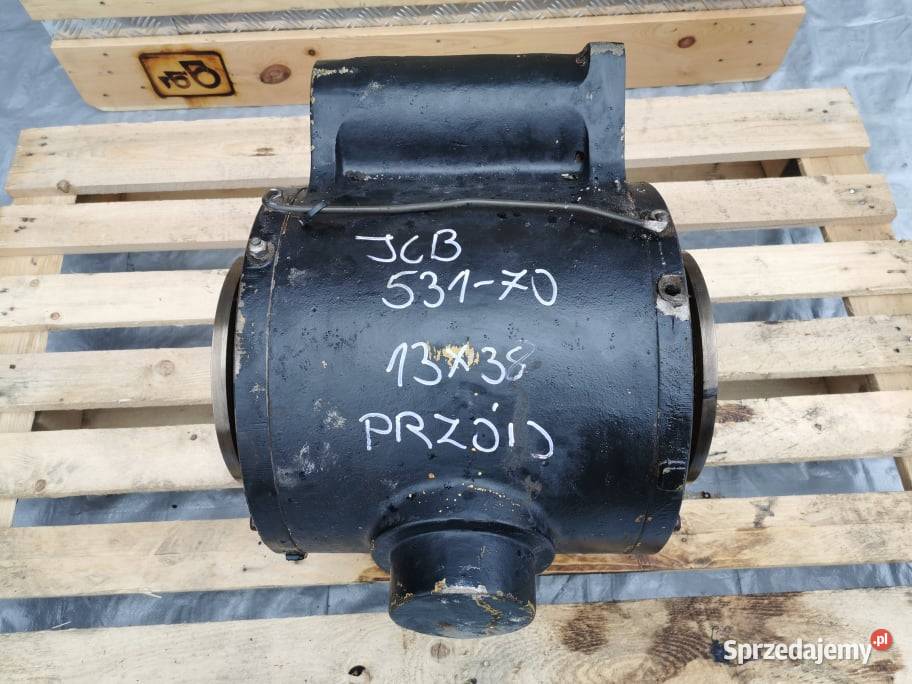 JCB
531-70
13x38
PRZÓD
Sprzedajemy.pl